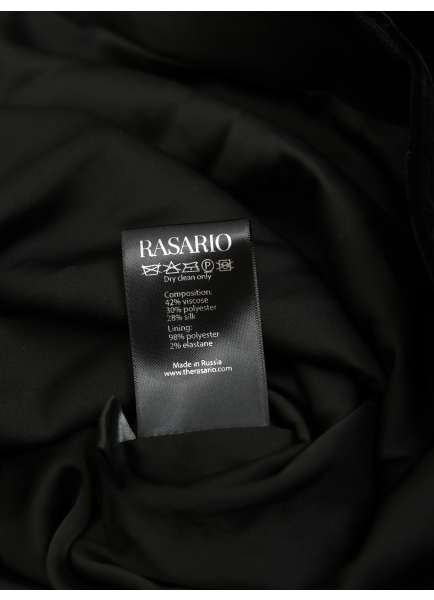 RASARIO
P
Dry clean only
Composition:
42% viscose
30% polyester
28% silk
Lining:
98% polyester
2% elastane
Made in Russia
www.therasario.com